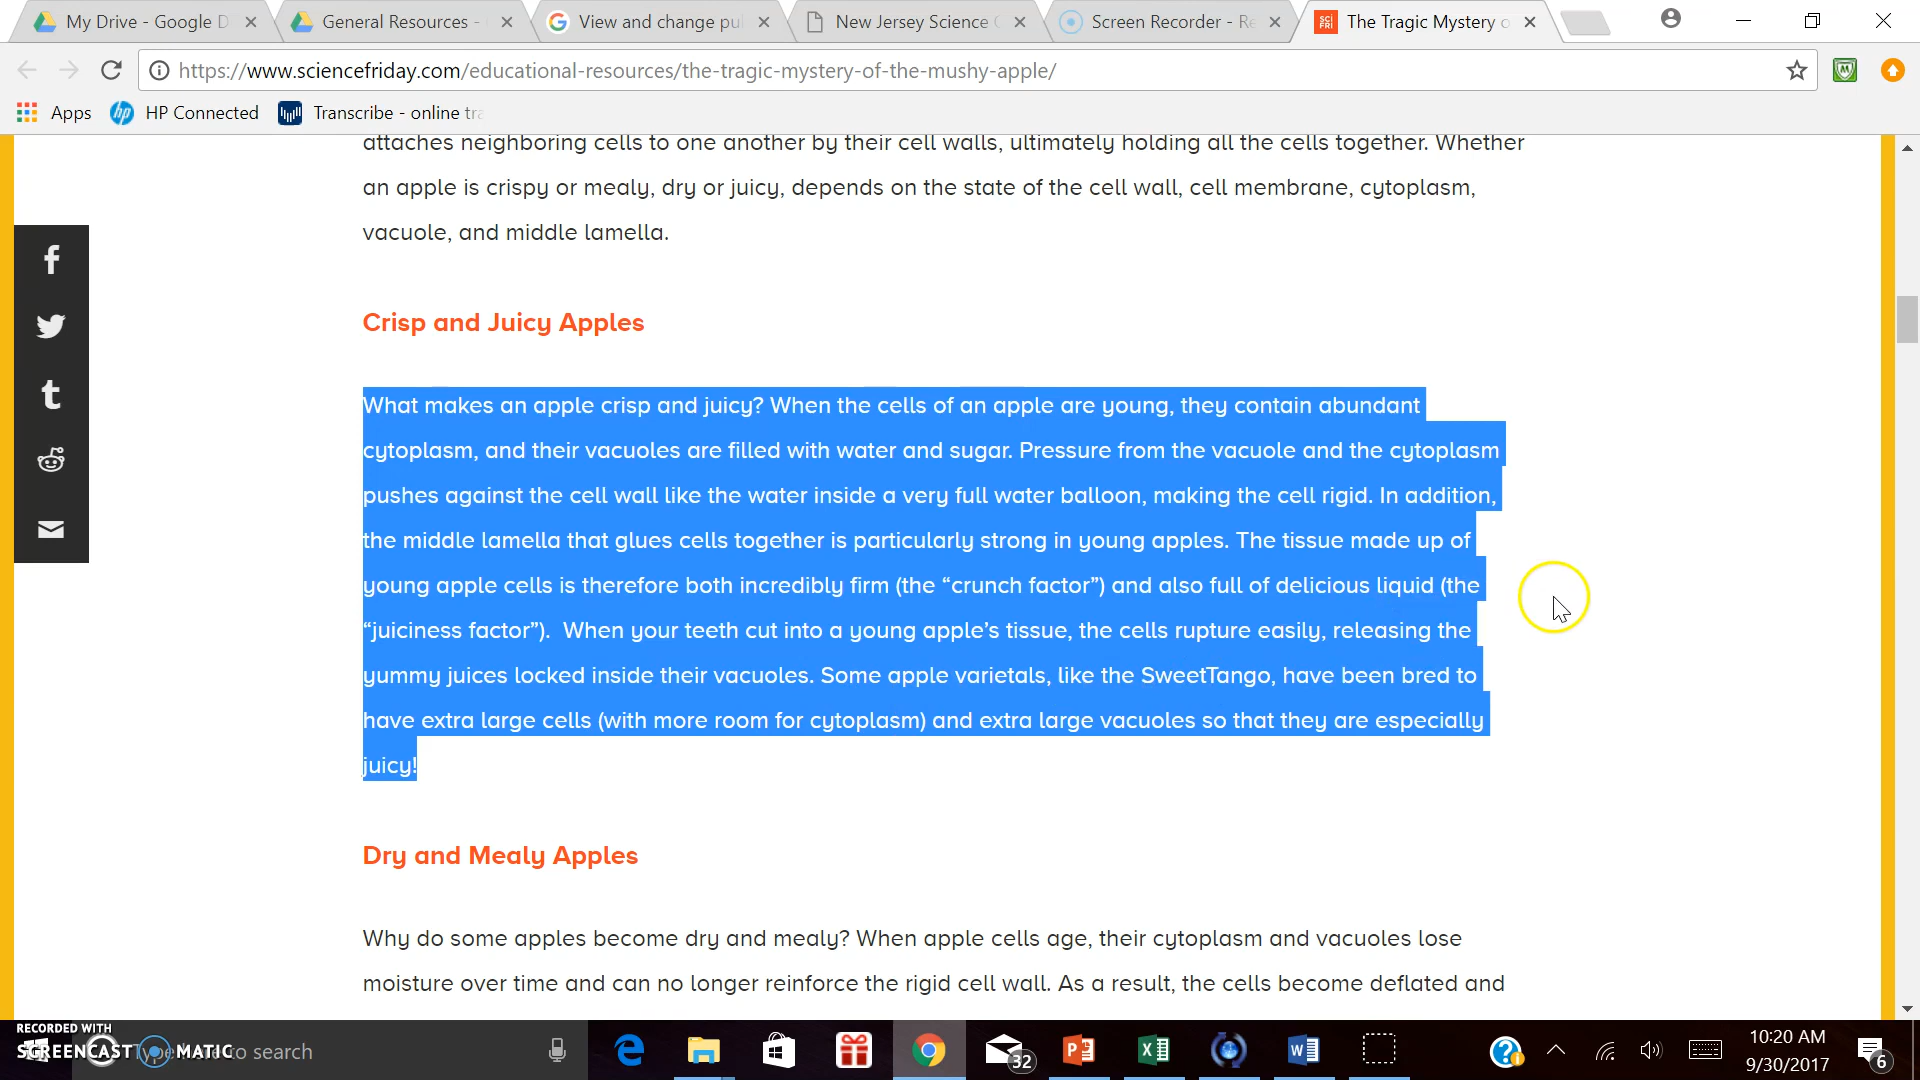 My Drive - Google D
General Resources -
View and change pu
New Jersey Science
Screen Recorder - Re
The Tragic Mystery o
https://www.sciencefriday.com/educational-resources/the-tragic-mystery-of-the-mushy-apple/
Apps
HP Connected
Transcribe - online tra
attaches neighboring cells to one another by their cell walls, ultimately holding all the cells together. Whether
an apple is crispy or mealy, dry or juicy, depends on the state of the cell wall, cell membrane, cytoplasm,
vacuole, and middle lamella.
Crisp and Juicy Apples
What makes an apple crisp and juicy? When the cells of an apple are young, they contain abundant
cytoplasm, and their vacuoles are filled with water and sugar. Pressure from the vacuole and the cytoplasm
pushes against the cell wall like the water inside a very full water balloon, making the cell rigid. In addition,
the middle lamella that glues cells together is particularly strong in young apples. The tissue made up of
young apple cells is therefore both incredibly firm (the “crunch factor”) and also full of delicious liquid (the
“juiciness factor”).  When your teeth cut into a young apple’s tissue, the cells rupture easily, releasing the
yummy juices locked inside their vacuoles. Some apple varietals, like the SweetTango, have been bred to
have extra large cells (with more room for cytoplasm) and extra large vacuoles so that they are especially
juicy!
Dry and Mealy Apples
Why do some apples become dry and mealy? When apple cells age, their cytoplasm and vacuoles lose
moisture over time and can no longer reinforce the rigid cell wall. As a result, the cells become deflated and
RECORDED WITH
SCREENCAST MATIC
to search
32
10:20 AM
9/30/2017
6